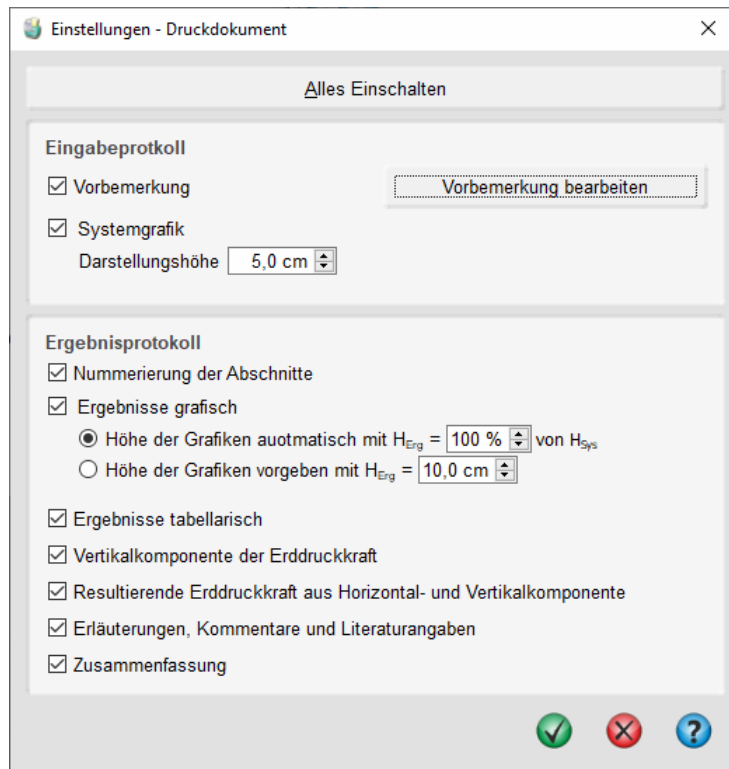 Einstellungen - Druckdokument
Alles Einschalten
Eingabeprotkoll
Vorbemerkung
Vorbemerkung bearbeiten
Systemgrafik
Darstellungshöhe 5,0 cm
Ergebnisprotokoll
Nummerierung der Abschnitte
Ergebnisse grafisch
Höhe der Grafiken auotmatisch mit HErg = 100 % von HSys
Höhe der Grafiken vorgeben mit HErg = 10,0 cm
Ergebnisse tabellarisch
Vertikalkomponente der Erddruckkraft
Resultierende Erddruckkraft aus Horizontal- und Vertikalkomponente
Erläuterungen, Kommentare und Literaturangaben
Zusammenfassung
?